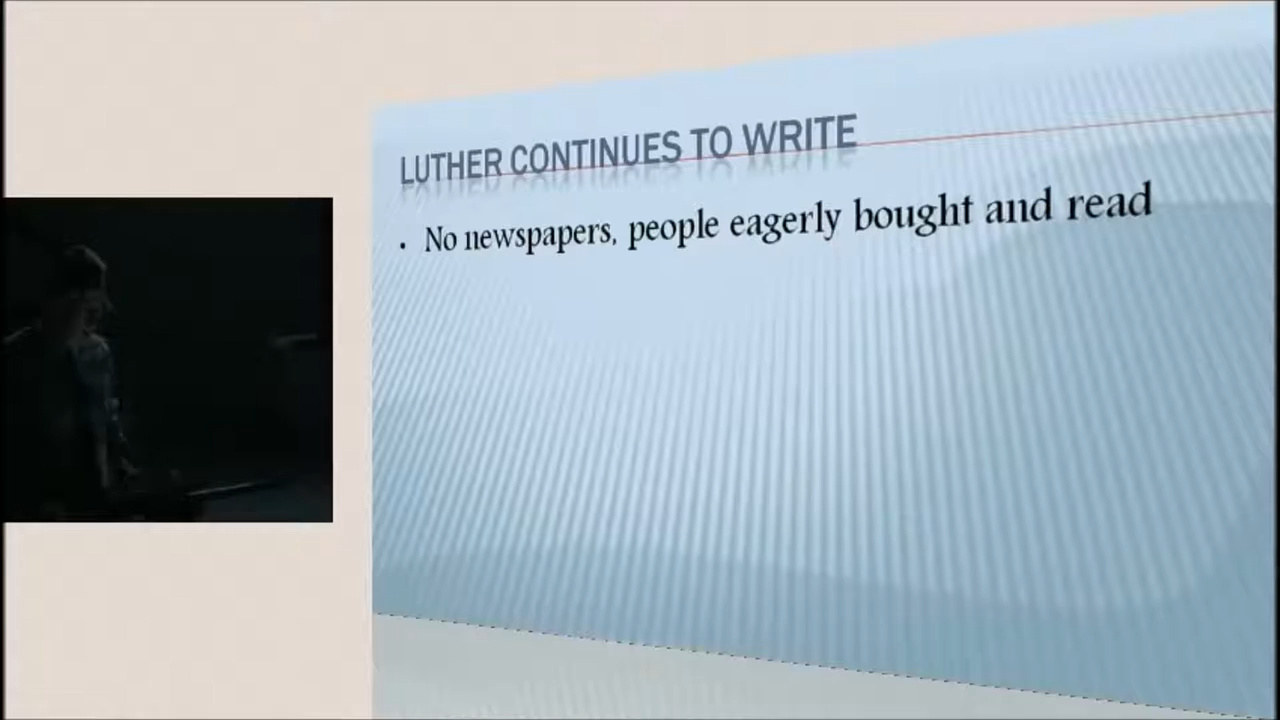 LUTHER CONTINUES TO WRITE
• No newspapers, people eagerly bought and read